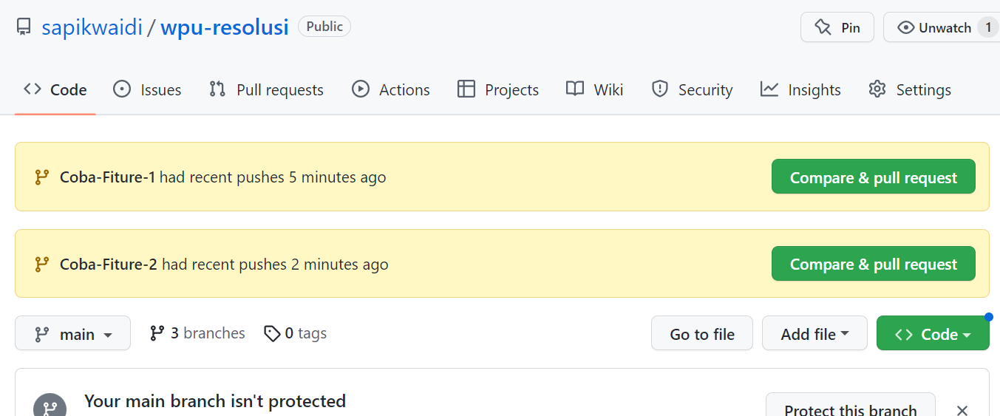 sapikwaidi / wpu-resolusi Public Pin Unwatch 1
Code Issues Pull requests Actions Projects Wiki Security Insights Settings
Coba-Fiture-1 had recent pushes 5 minutes ago Compare & pull request
Coba-Fiture-2 had recent pushes 2 minutes ago Compare & pull request
main 3 branches 0 tags Go to file Add file Code
Your main branch isn't protected Protect this branch